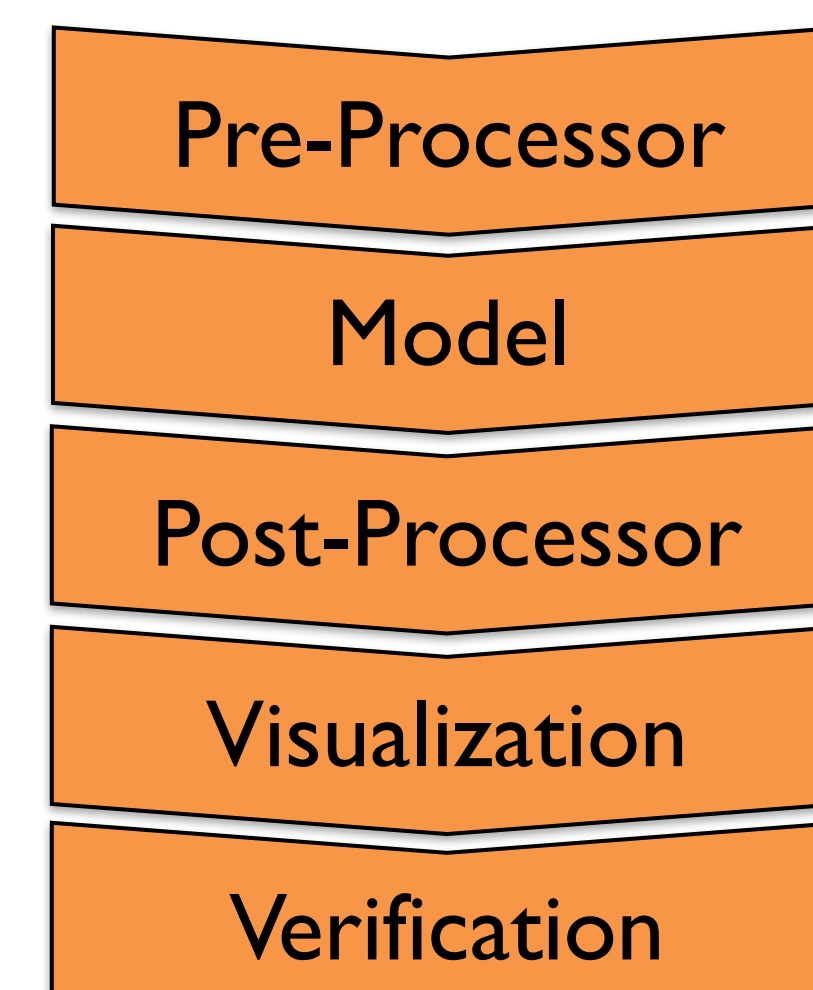 Pre-Processor
Model
Post-Processor
Visualization
Verification